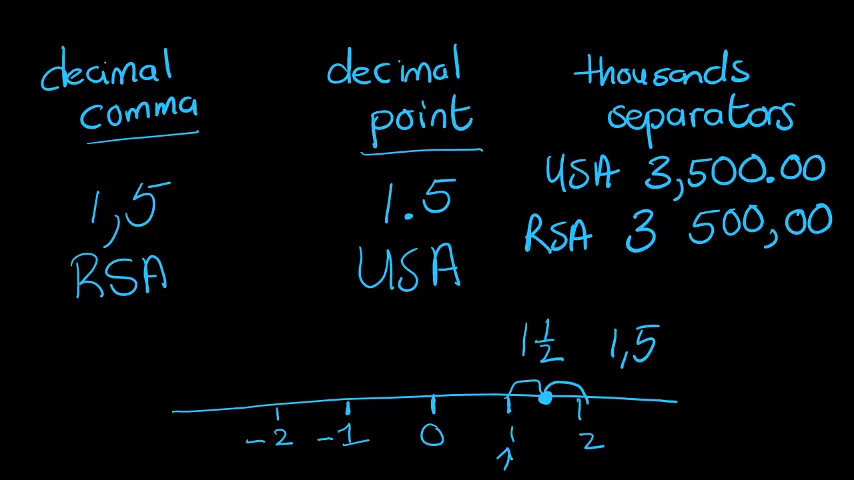 decimal
comma
1,5
RSA
decimal
point
1.5
USA
thousands
separators
USA 3,500.00
RSA 3 500,00
1 1/2 1,5
-2 -1 0 1 2